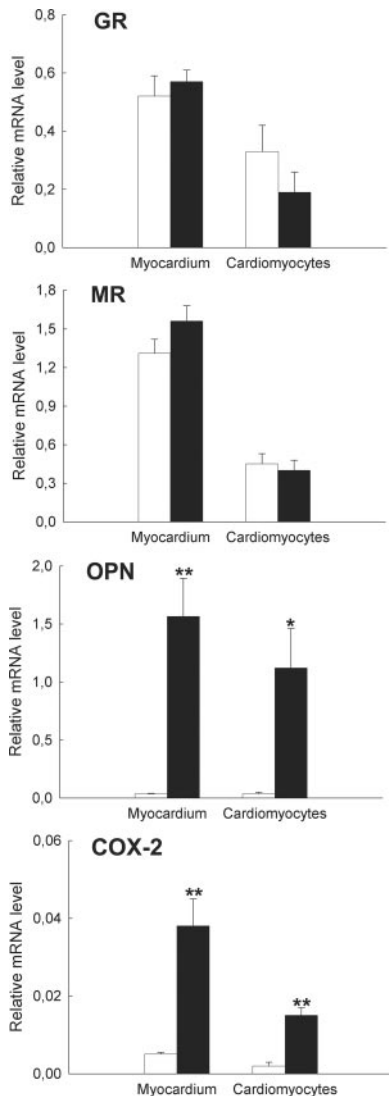 GR
Relative mRNA level
0,8
0,6
0,4
0,2
0,0
Myocardium Cardiomyocytes
MR
Relative mRNA level
1,8
1,5
1,2
0,9
0,6
0,3
0,0
Myocardium Cardiomyocytes
OPN
Relative mRNA level
2,0
1,5
1,0
0,5
0,0
**
*
Myocardium Cardiomyocytes
COX-2
Relative mRNA level
0,06
0,04
0,02
0,00
**
**
Myocardium Cardiomyocytes